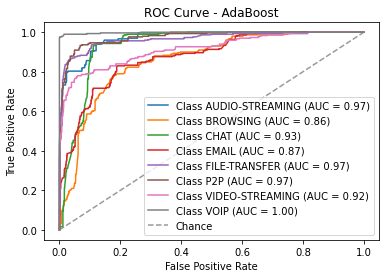 ROC Curve - AdaBoost
True Positive Rate
1.0
0.8
0.6
0.4
0.2
0.0
Class AUDIO-STREAMING (AUC = 0.97)
Class BROWSING (AUC = 0.86)
Class CHAT (AUC = 0.93)
Class EMAIL (AUC = 0.87)
Class FILE-TRANSFER (AUC = 0.97)
Class P2P (AUC = 0.97)
Class VIDEO-STREAMING (AUC = 0.92)
Class VOIP (AUC = 1.00)
Chance
0.0 0.2 0.4 0.6 0.8 1.0
False Positive Rate